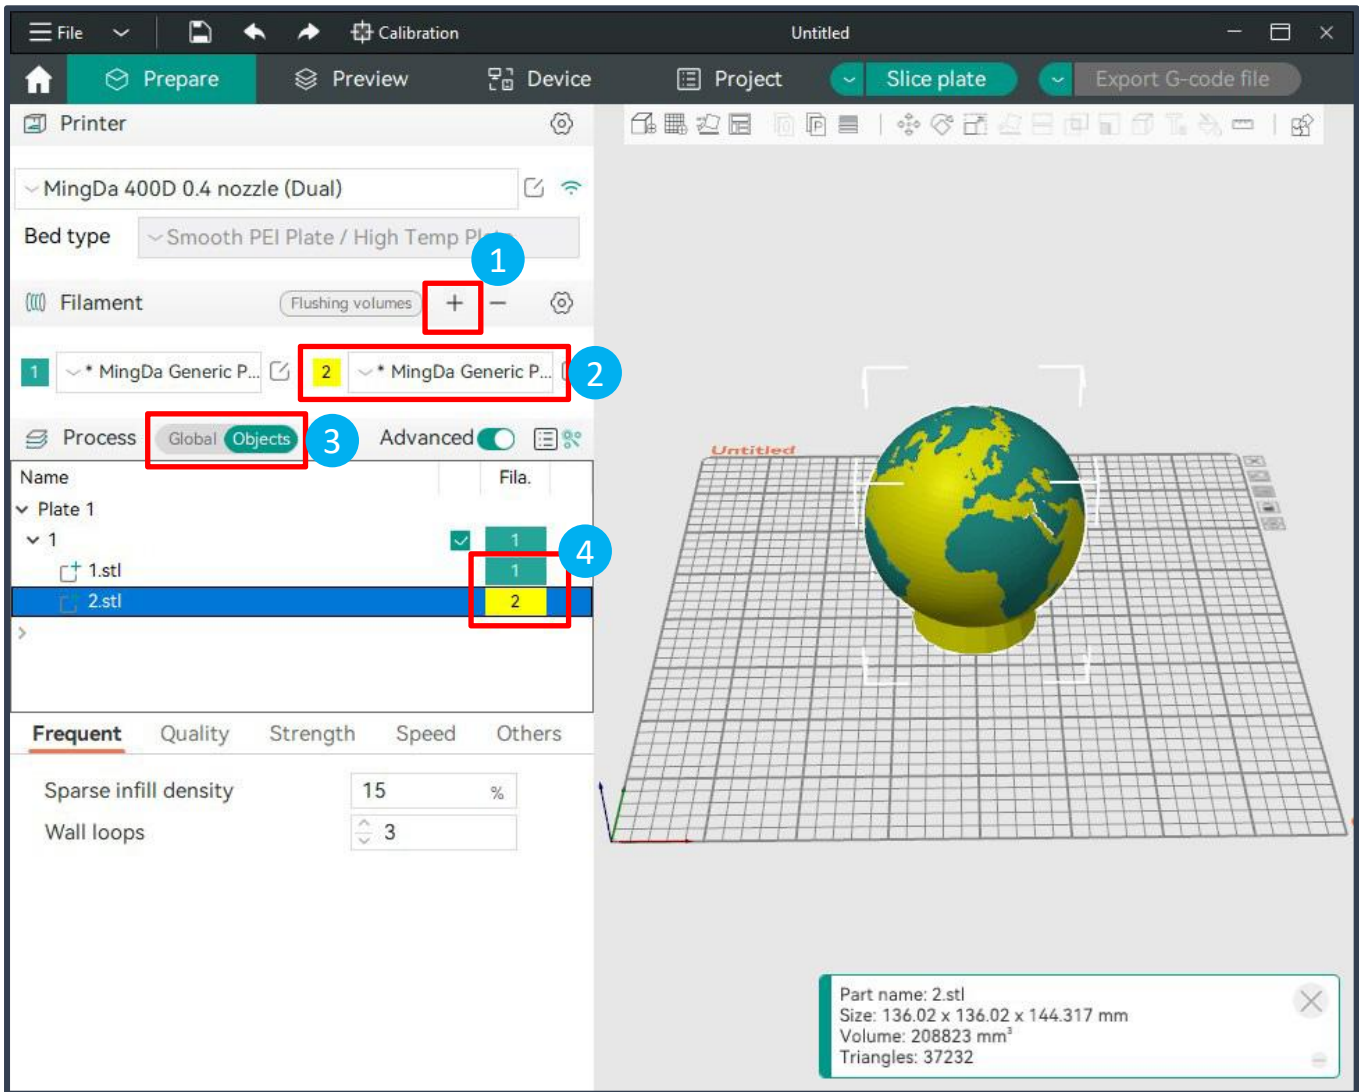 File
Calibration
Untitled
Prepare
Preview
Device
Project
Slice plate
Export G-code file
Printer
MingDa 400D 0.4 nozzle (Dual)
Bed type
Smooth PEI Plate / High Temp
1
Filament
Flushing volumes
+
−
1
* MingDa Generic P...
2
* MingDa Generic P...
2
Process
Global
Objects
3
Advanced
Name
Fila.
Plate 1
1
1
4
1.stl
1
2.stl
2
Frequent
Quality
Strength
Speed
Others
Sparse infill density
15
%
Wall loops
3
Untitled
Part name: 2.stl
Size: 136.02 x 136.02 x 144.317 mm
Volume: 208823 mm³
Triangles: 37232